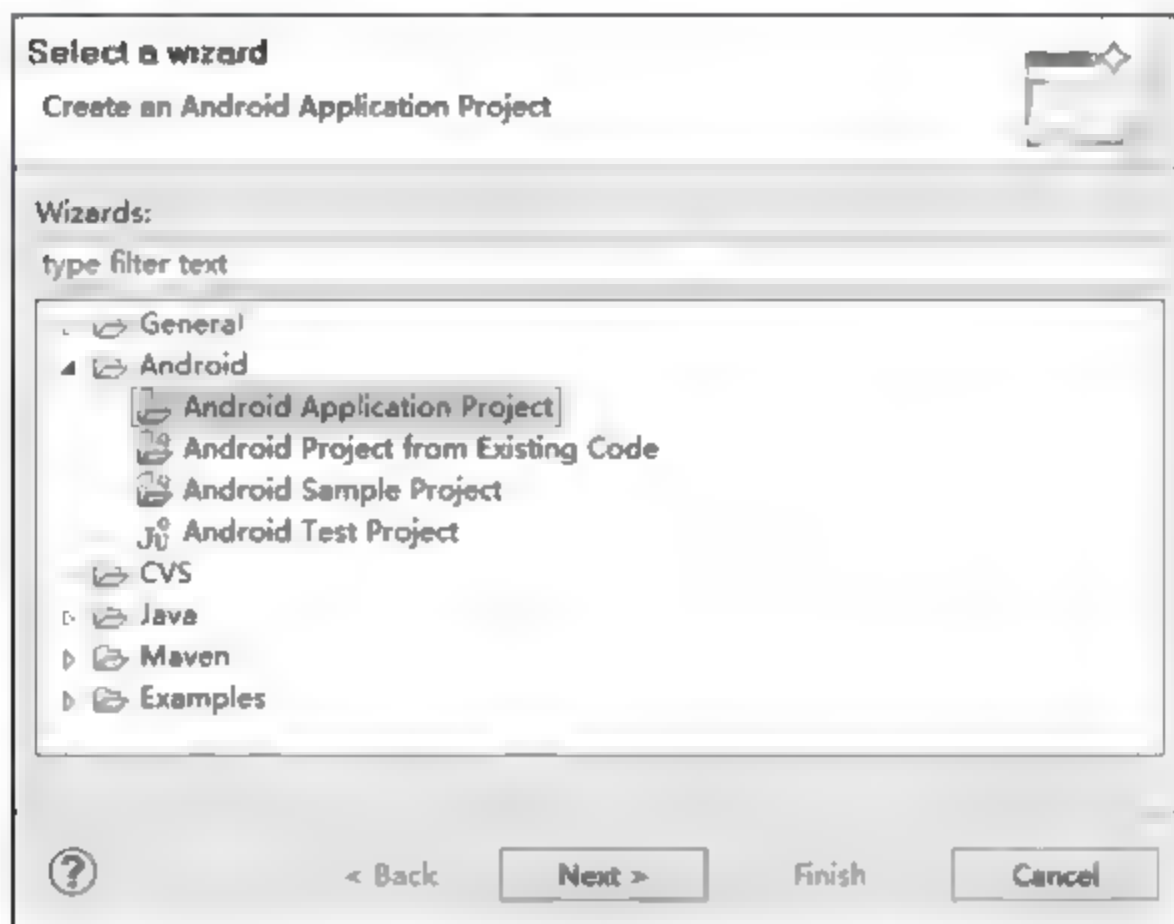 Select a wizard
Create an Android Application Project
Wizards:
type filter text
General
Android
Android Application Project
Android Project from Existing Code
Android Sample Project
Android Test Project
CVS
Java
Maven
Examples
? < Back Next > Finish Cancel